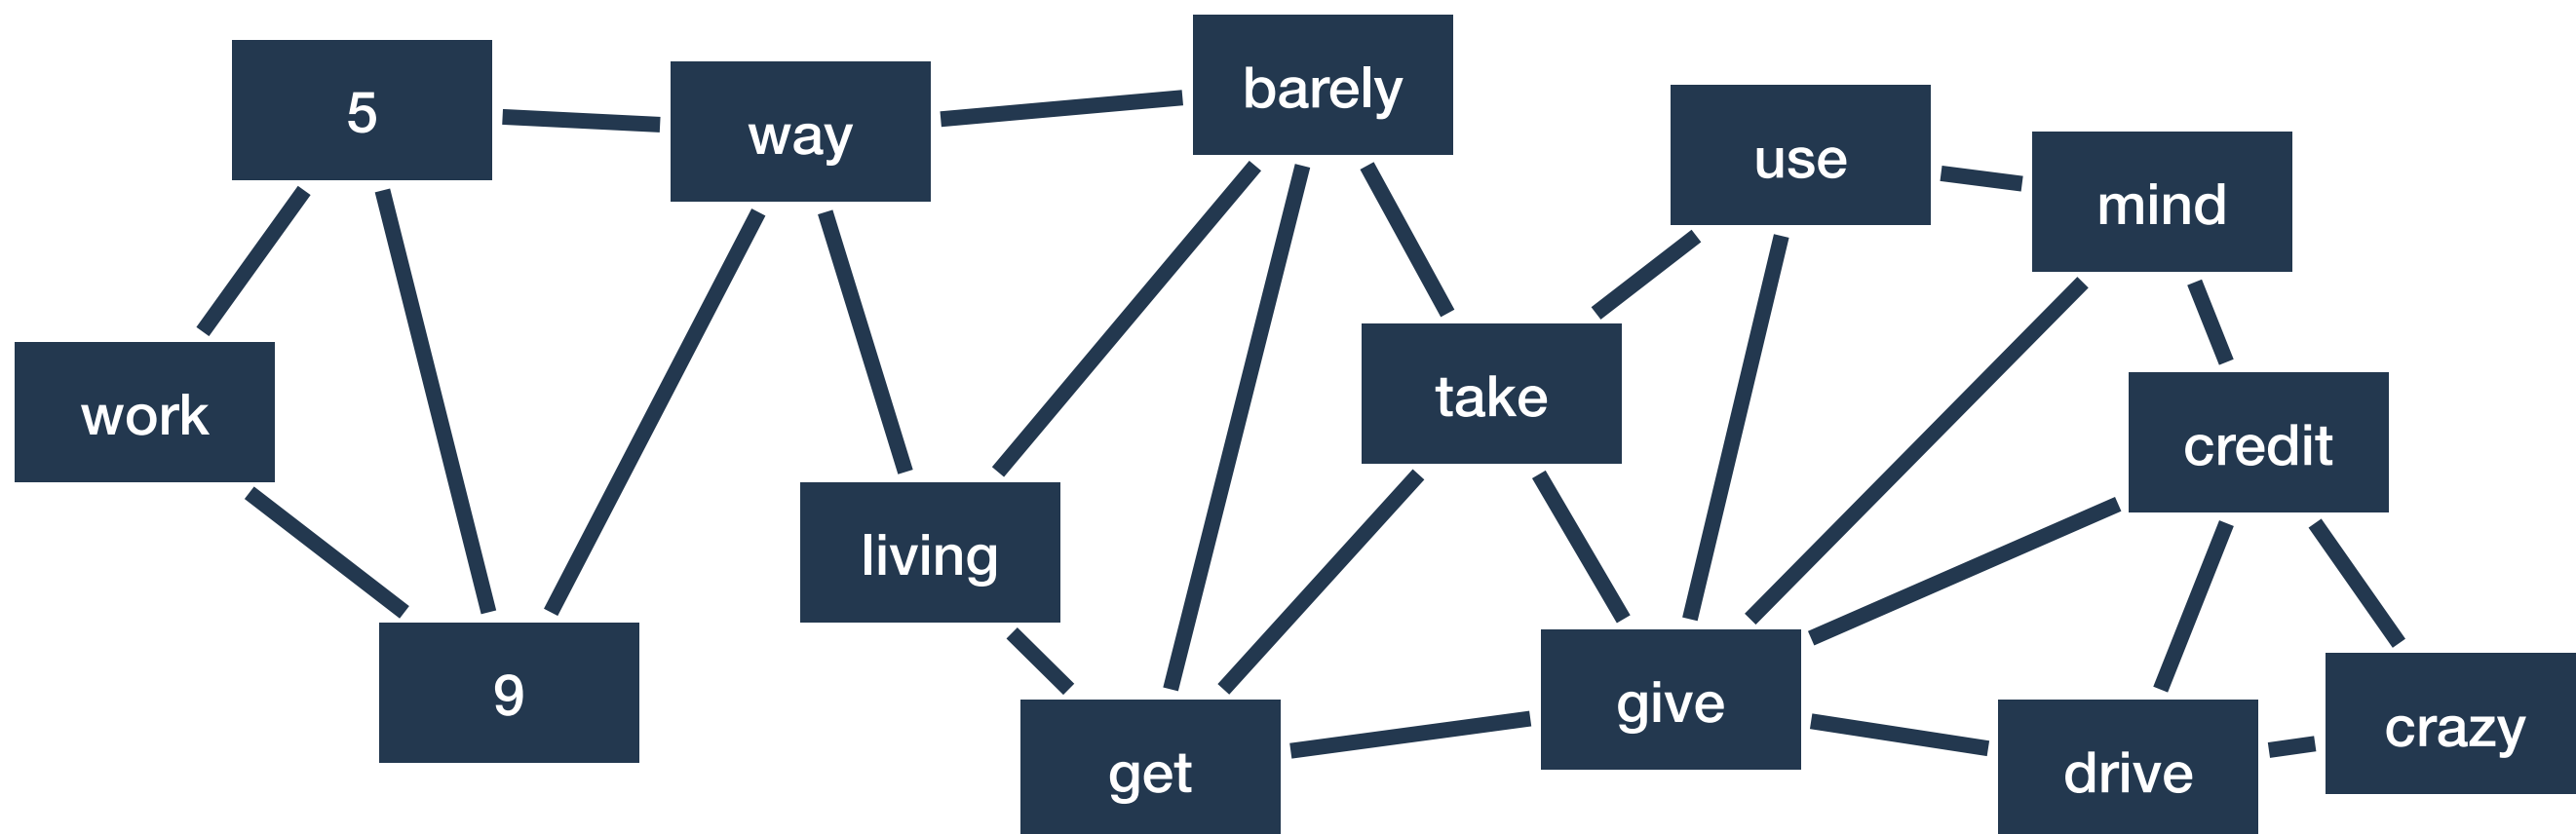 5
way
barely
use
mind
work
take
credit
living
9
get
give
drive
crazy